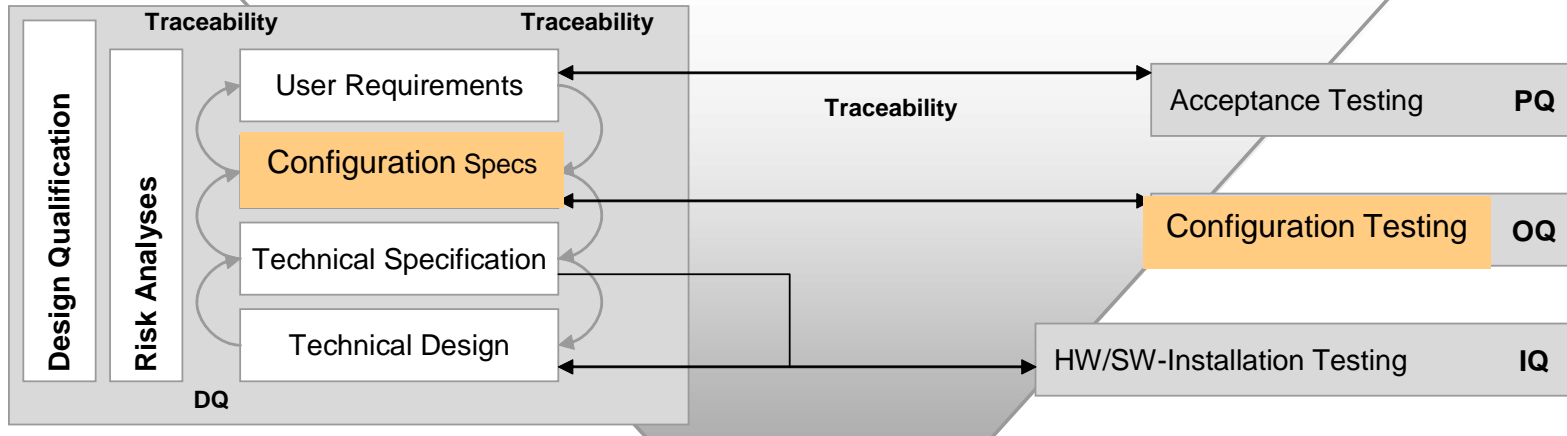 Traceability
Traceability
Design Qualification
Risk Analyses
User Requirements
Configuration Specs
Technical Specification
Technical Design
DQ
Traceability
Acceptance Testing PQ
Configuration Testing OQ
HW/SW-Installation Testing IQ